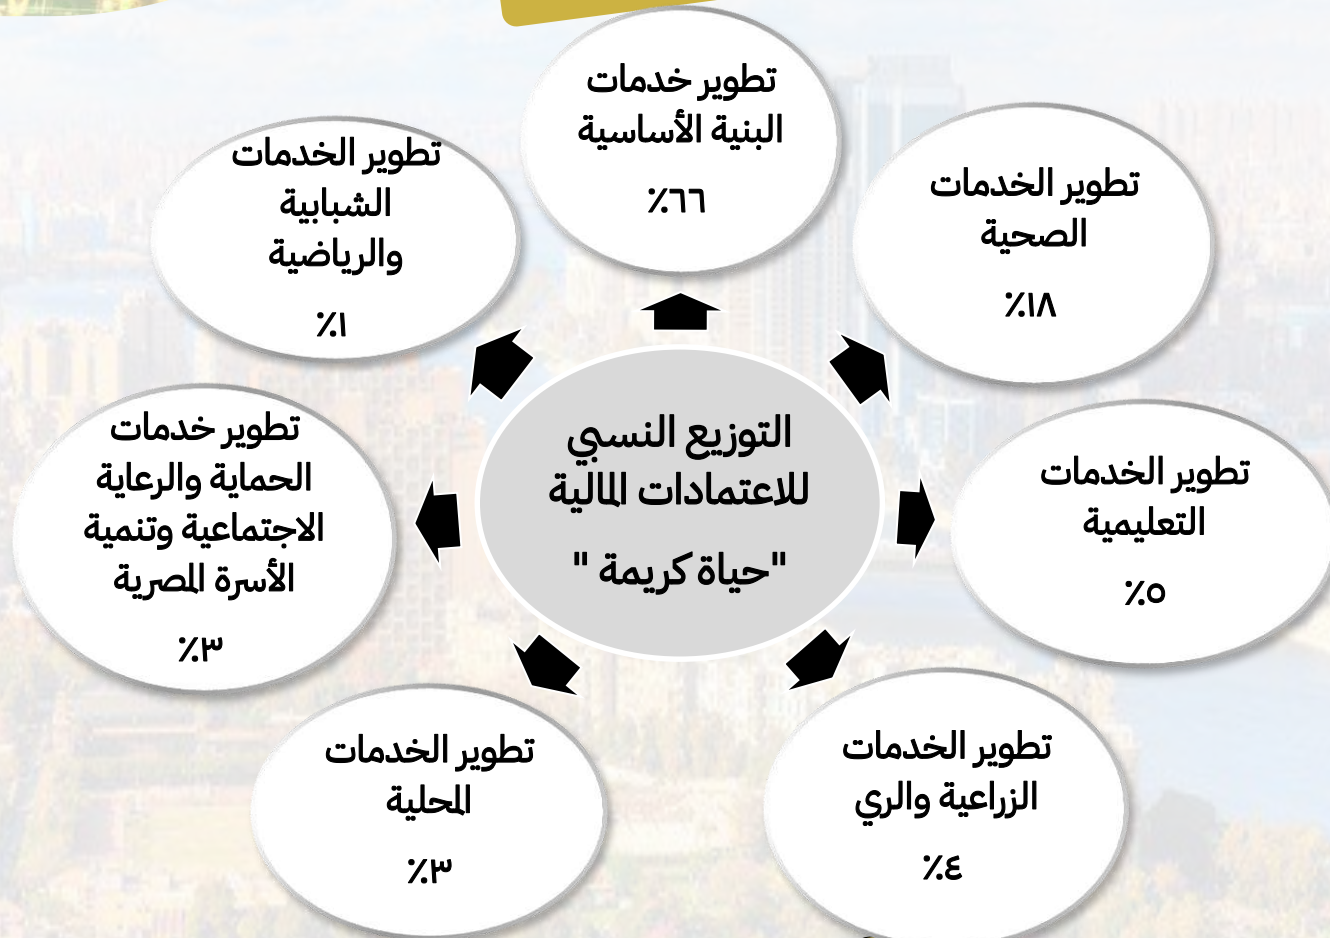 التوزيع النسبي
للاعتمادات المالية
"حياة كريمة "
تطوير خدمات
البنية الأساسية
٦٦٪
تطوير الخدمات
الصحية
١٨٪
تطوير الخدمات
التعليمية
٥٪
تطوير الخدمات
الزراعية والري
٤٪
تطوير الخدمات
المحلية
٣٪
تطوير خدمات
الحماية والرعاية
الاجتماعية وتنمية
الأسرة المصرية
٣٪
تطوير الخدمات
الشبابية
والرياضية
١٪